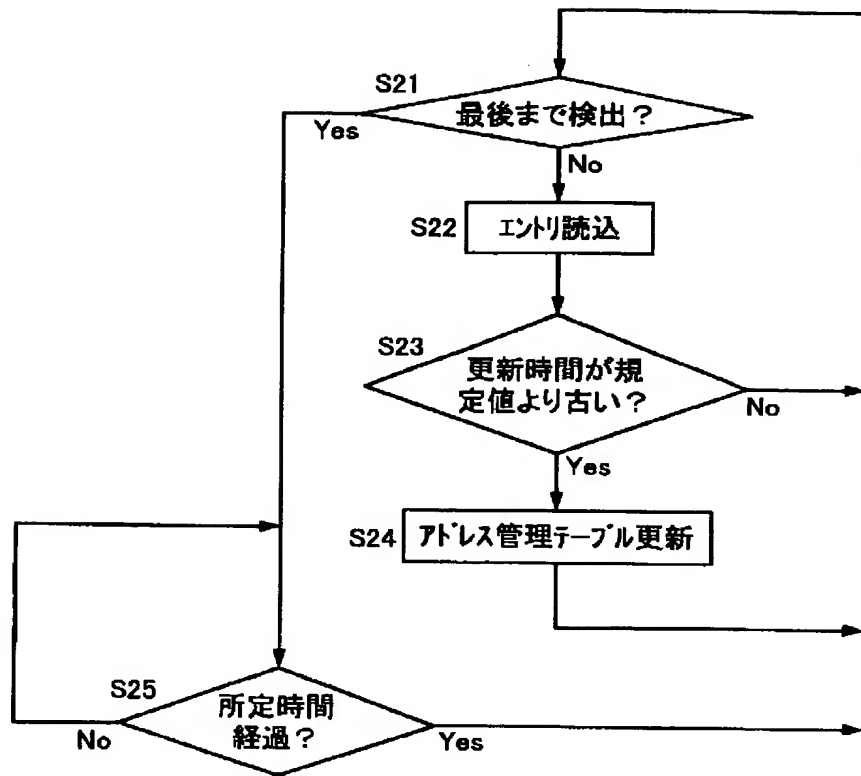 S21
最後まで検出？
Yes
No
S22
エントリ読込
S23
更新時間が規
定値より古い？
No
Yes
S24
アドレス管理テーブル更新
S25
所定時間
経過？
No
Yes